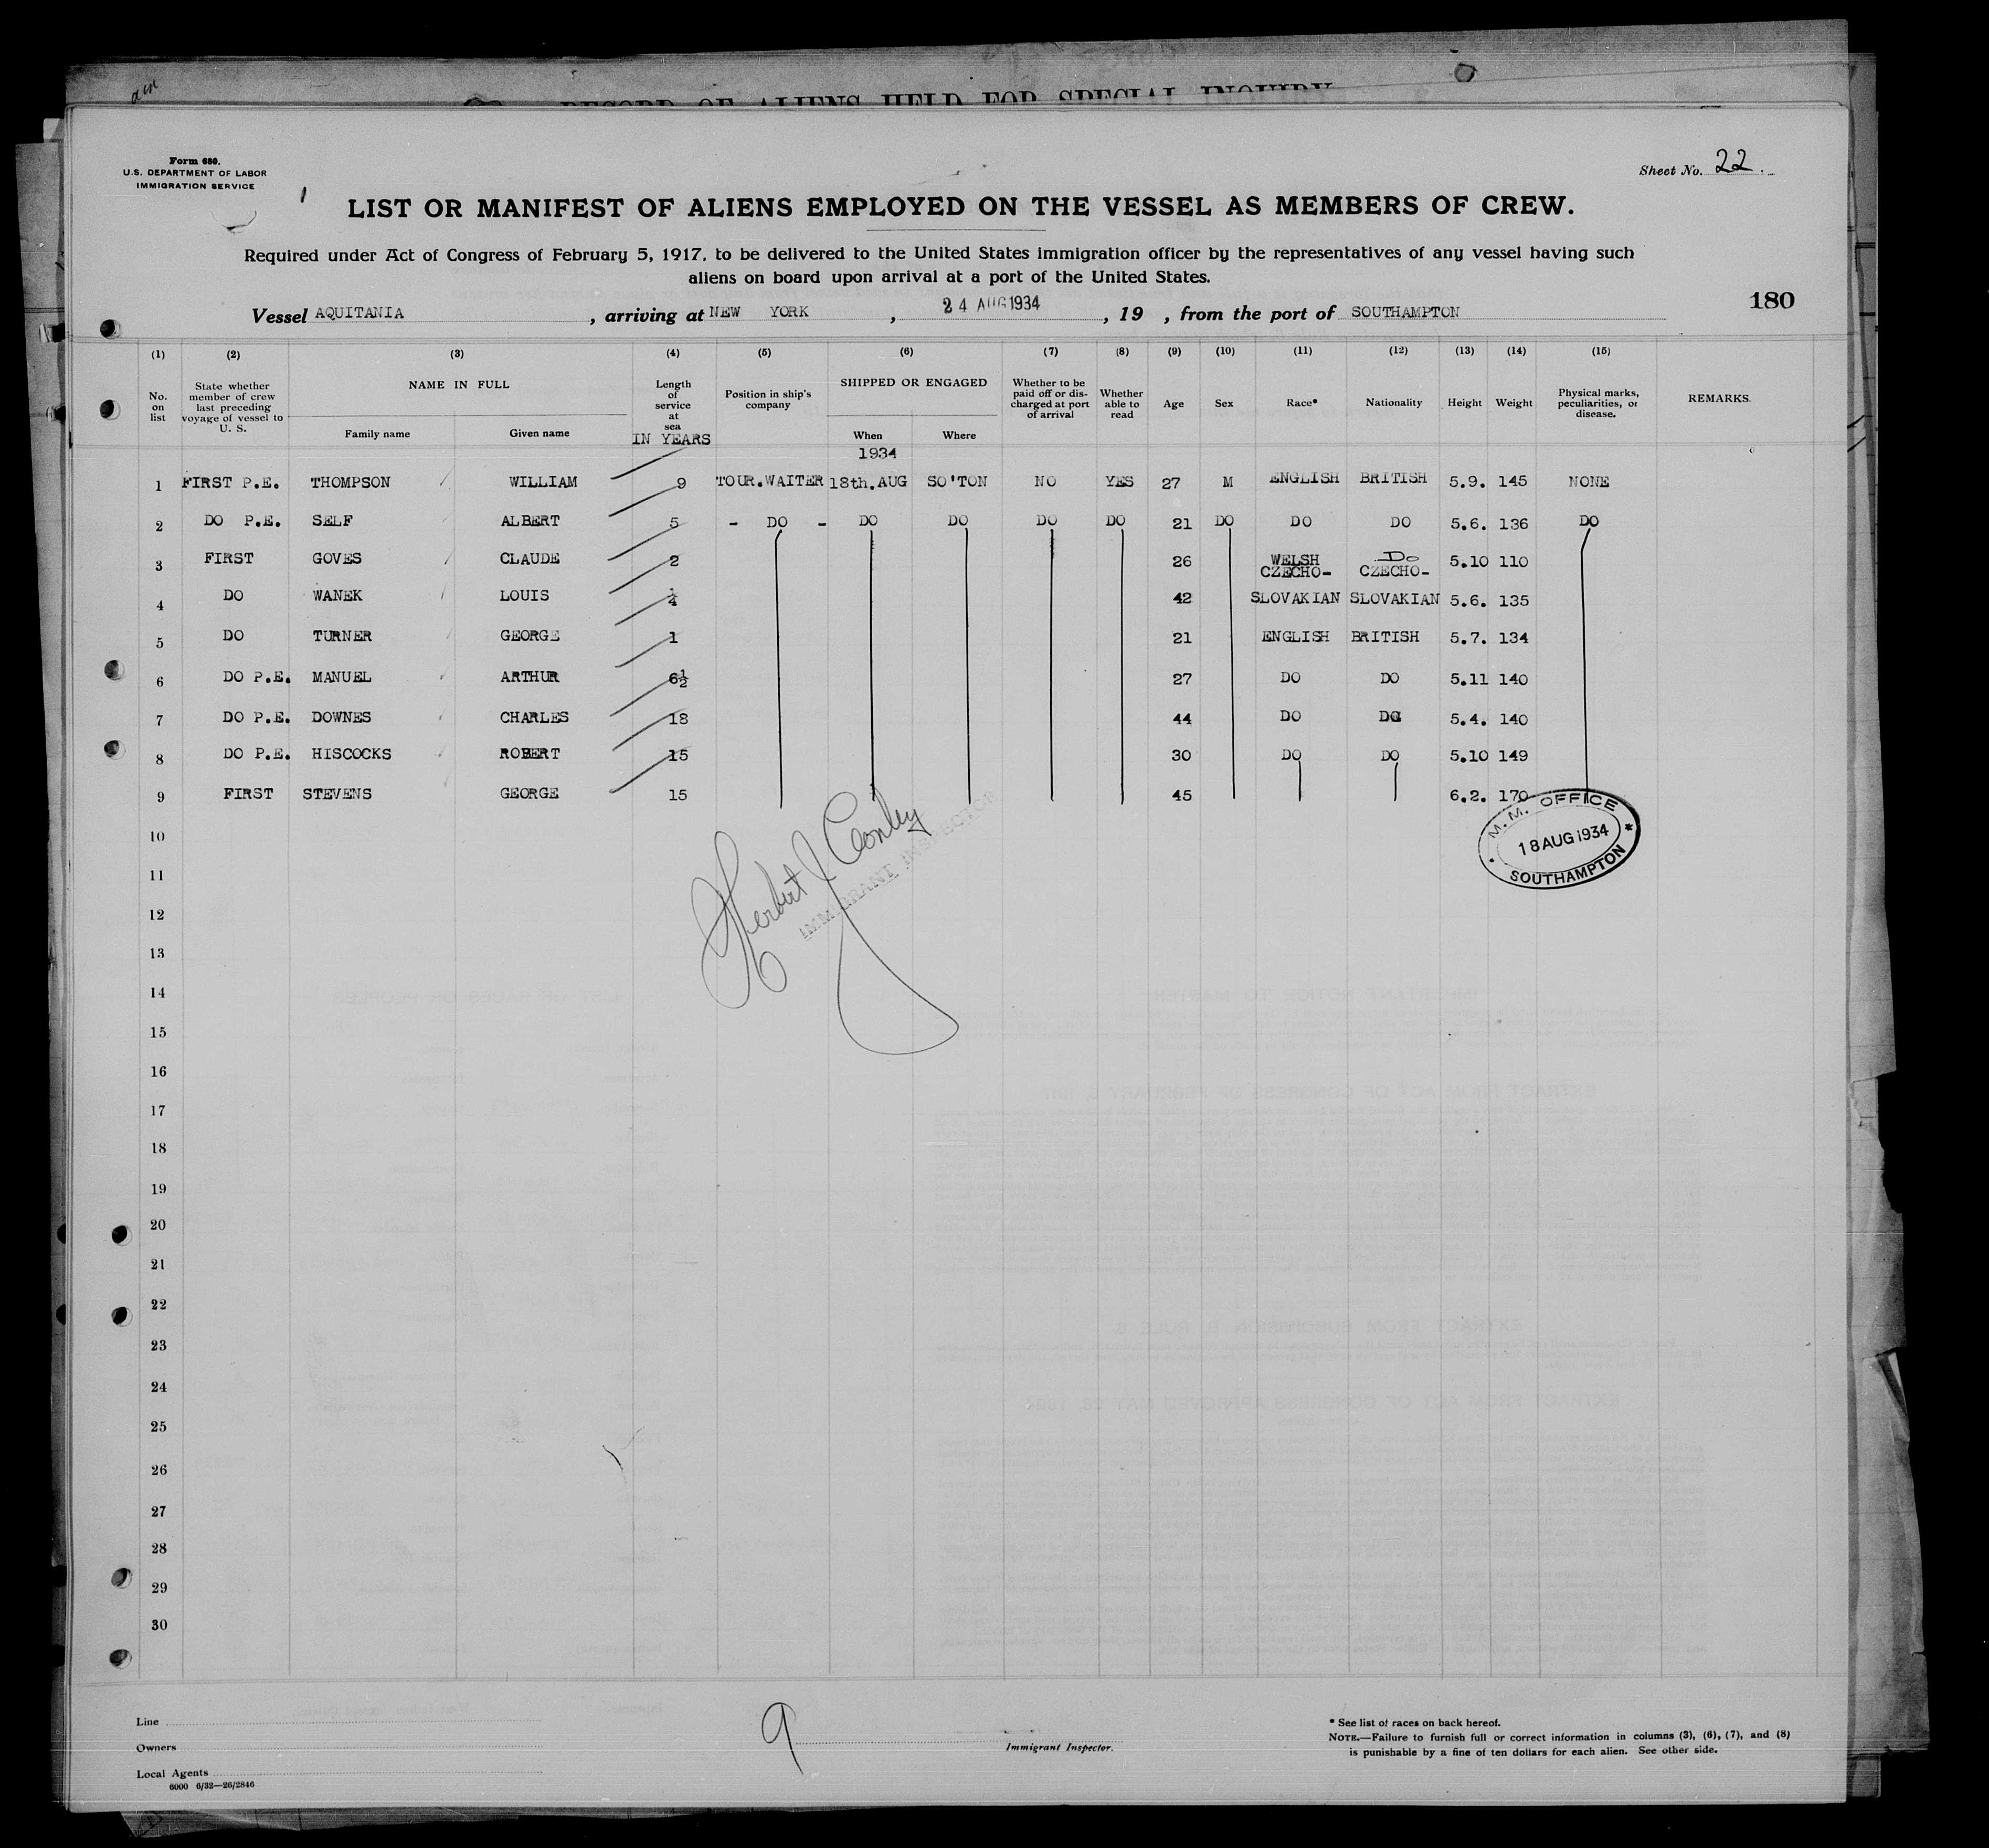 RECORD OF ALIENS HELD FOR SPECIAL INQUIRY
Form 680.
U.S. DEPARTMENT OF LABOR
IMMIGRATION SERVICE
Sheet No. 22
LIST OR MANIFEST OF ALIENS EMPLOYED ON THE VESSEL AS MEMBERS OF CREW.
Required under Act of Congress of February 5, 1917, to be delivered to the United States immigration officer by the representatives of any vessel having such
aliens on board upon arrival at a port of the United States.
180
Vessel AQUITANIA, arriving at NEW YORK, 24 AUG 1934, 19 , from the port of SOUTHAMPTON
(1) (2) (3) (4) (5) (6) (7) (8) (9) (10) (11) (12) (13) (14) (15)
No. on list
State whether member of crew last preceding voyage of vessel to U. S.
NAME IN FULL
Family name
Given name
Length of service at sea
IN YEARS
Position in ship's company
SHIPPED OR ENGAGED
When
Where
Whether to be paid off or discharged at port of arrival
Whether able to read
Age
Sex
Race*
Nationality
Height
Weight
Physical marks, peculiarities, or disease.
REMARKS
1934
1 FIRST P.E. THOMPSON WILLIAM 9 TOUR.WAITER 18th.AUG SO'TON NO YES 27 M ENGLISH BRITISH 5.9. 145 NONE
2 DO P.E. SELF ALBERT 5 - DO - DO DO DO DO 21 DO DO DO 5.6. 136 DO
3 FIRST GOVES CLAUDE 2 26 WELSH Do 5.10 110
CZECHO- CZECHO-
4 DO WANEK LOUIS ¼ 42 SLOVAKIAN SLOVAKIAN 5.6. 135
5 DO TURNER GEORGE 1 21 ENGLISH BRITISH 5.7. 134
6 DO P.E. MANUEL ARTHUR 6½ 27 DO DO 5.11 140
7 DO P.E. DOWNES CHARLES 18 44 DO DO 5.4. 140
8 DO P.E. HISCOCKS ROBERT 15 30 DO DO 5.10 149
9 FIRST STEVENS GEORGE 15 45 6.2. 170
10
M. M. OFFICE
18 AUG 1934
SOUTHAMPTON
Herbert J Conley
IMMIGRANT INSPECTOR
11
12
13
14
15
16
17
18
19
20
21
22
23
24
25
26
27
28
29
30
Line
Owners
Local Agents
6000 6/32—26/2846
9
Immigrant Inspector.
* See list of races on back hereof.
NOTE.—Failure to furnish full or correct information in columns (3), (6), (7), and (8)
is punishable by a fine of ten dollars for each alien. See other side.